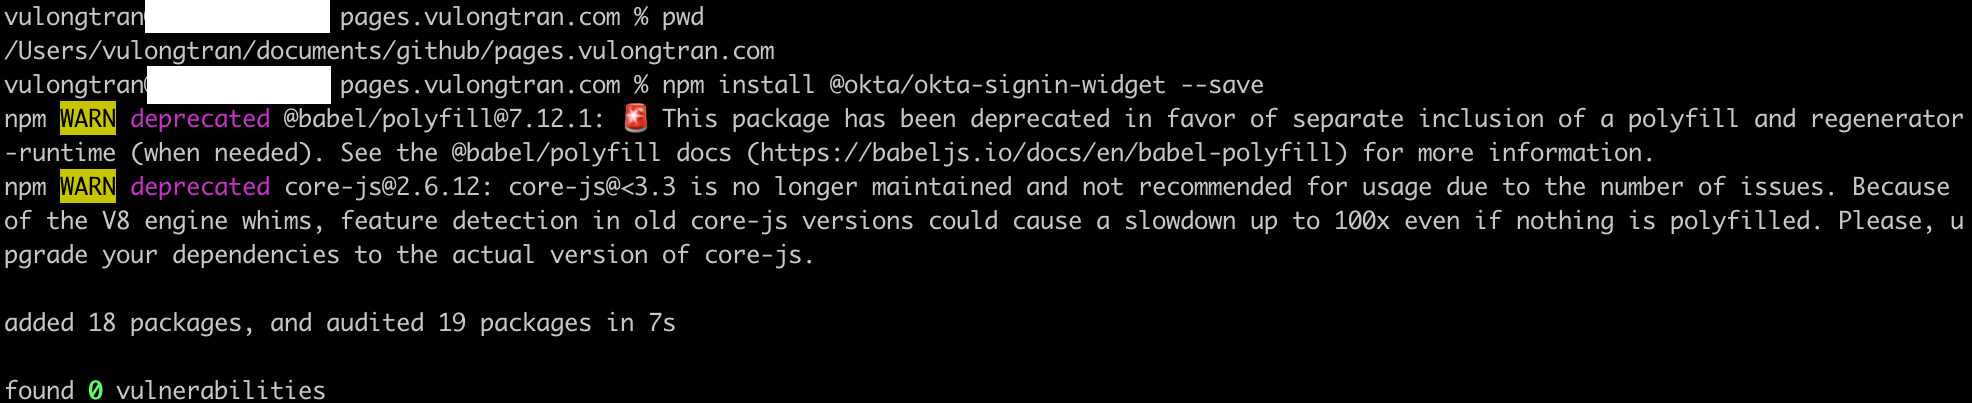 vulongtran@ pages.vulongtran.com % pwd
/Users/vulongtran/documents/github/pages.vulongtran.com
vulongtran@ pages.vulongtran.com % npm install @okta/okta-signin-widget --save
npm WARN deprecated @babel/polyfill@7.12.1: 🚨 This package has been deprecated in favor of separate inclusion of a polyfill and regenerator
-runtime (when needed). See the @babel/polyfill docs (https://babeljs.io/docs/en/babel-polyfill) for more information.
npm WARN deprecated core-js@2.6.12: core-js@<3.3 is no longer maintained and not recommended for usage due to the number of issues. Because
of the V8 engine whims, feature detection in old core-js versions could cause a slowdown up to 100x even if nothing is polyfilled. Please, u
pgrade your dependencies to the actual version of core-js.
added 18 packages, and audited 19 packages in 7s
found 0 vulnerabilities